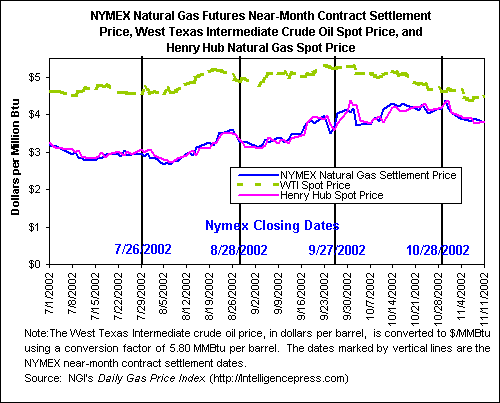 NYMEX Natural Gas Futures Near-Month Contract Settlement
Price, West Texas Intermediate Crude Oil Spot Price, and
Henry Hub Natural Gas Spot Price
Dollars per Million Btu
$5
$4
$3
$2
$1
$0
NYMEX Natural Gas Settlement Price
WTI Spot Price
Henry Hub Spot Price
Nymex Closing Dates
7/26/2002
8/28/2002
9/27/2002
10/28/2002
7/1/2002
7/8/2002
7/15/2002
7/22/2002
7/29/2002
8/5/2002
8/12/2002
8/19/2002
8/26/2002
9/2/2002
9/9/2002
9/16/2002
9/23/2002
9/30/2002
10/7/2002
10/14/2002
10/21/2002
10/28/2002
11/4/2002
11/11/2002
Note:The West Texas Intermediate crude oil price, in dollars per barrel, is converted to $/MMBtu
using a conversion factor of 5.80 MMBtu per barrel. The dates marked by vertical lines are the
NYMEX near-month contract settlement dates.
Source: NGI's Daily Gas Price Index (http://intelligencepress.com)